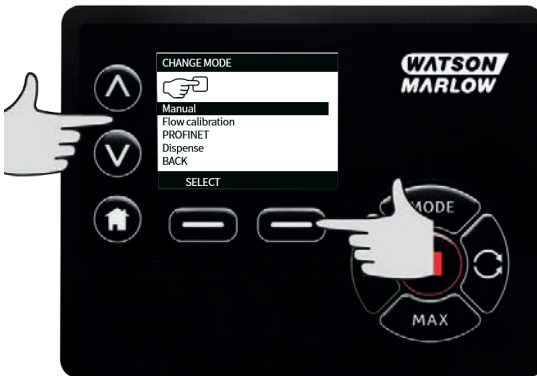 CHANGE MODE
Manual
Flow calibration
PROFINET
Dispense
BACK
SELECT
WATSON
MARLOW
MODE
MAX